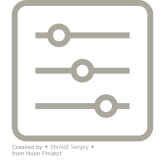 Created by ✦ Shmidt Sergey ✦
from Noun Project